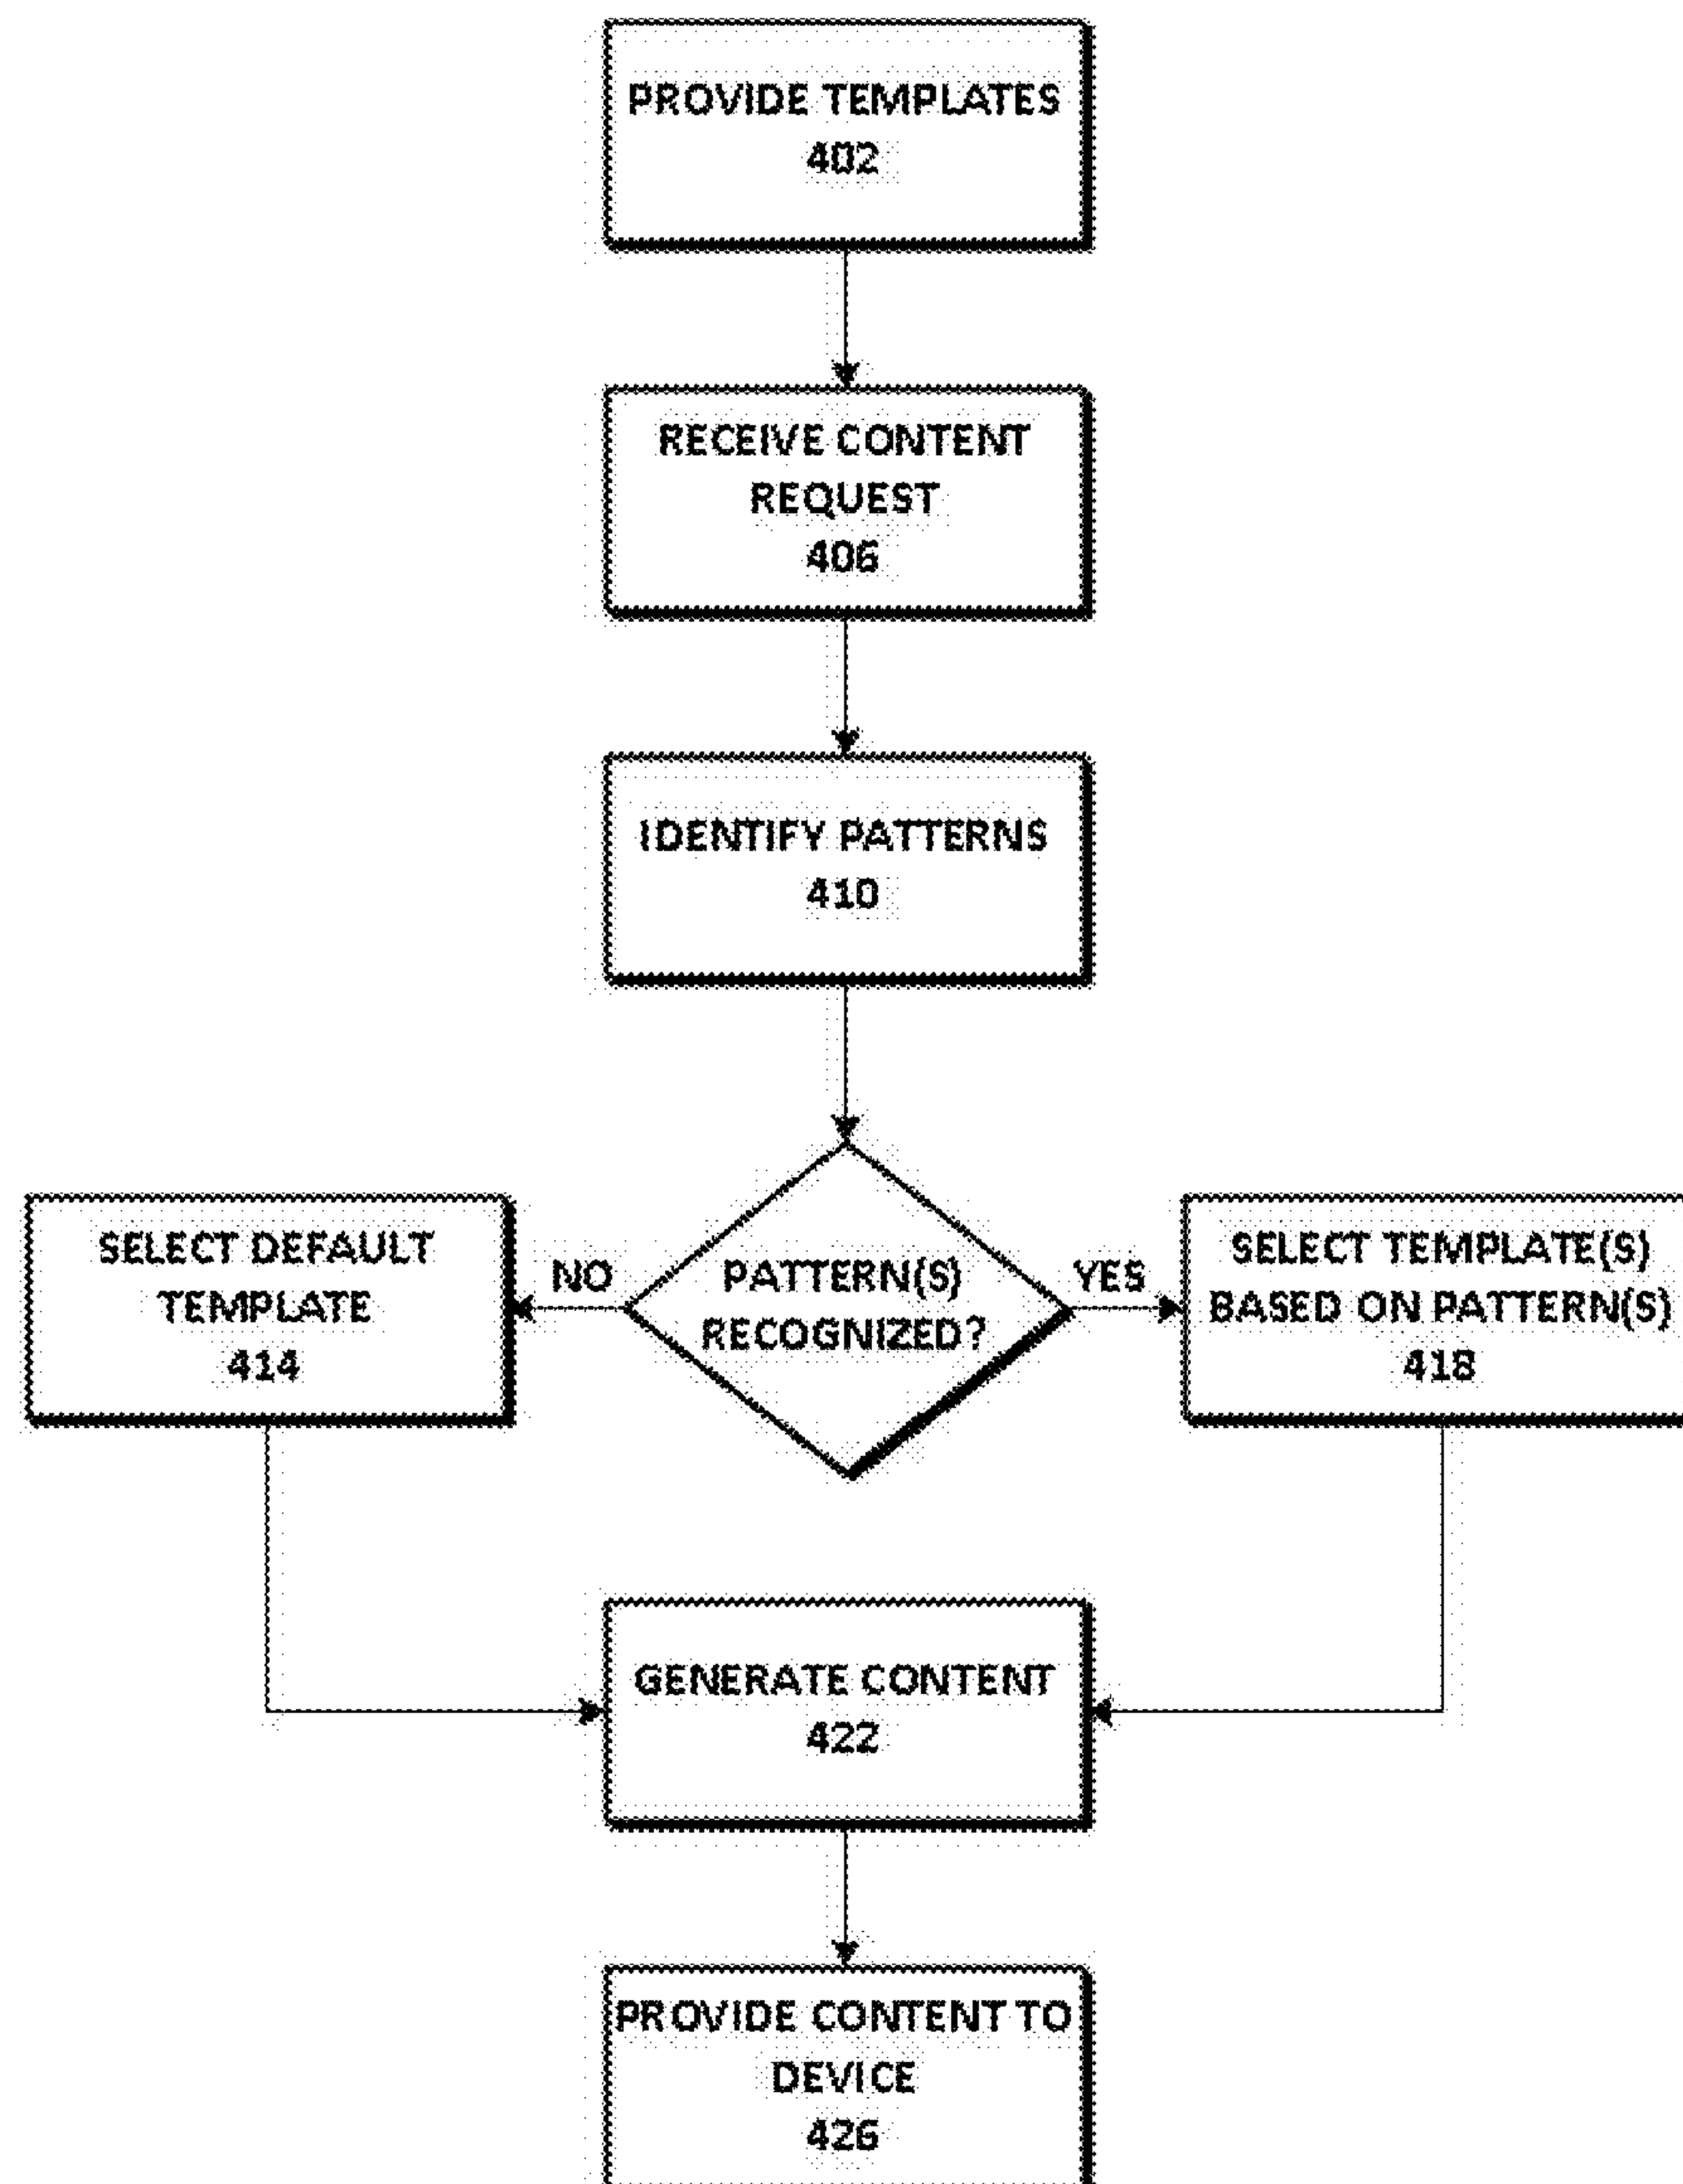 PROVIDE TEMPLATES
402
RECEIVE CONTENT
REQUEST
406
IDENTIFY PATTERNS
410
SELECT DEFAULT
TEMPLATE
414
NO
PATTERN(S)
RECOGNIZED?
YES
SELECT TEMPLATE(S)
BASED ON PATTERN(S)
418
GENERATE CONTENT
422
PROVIDE CONTENT TO
DEVICE
426